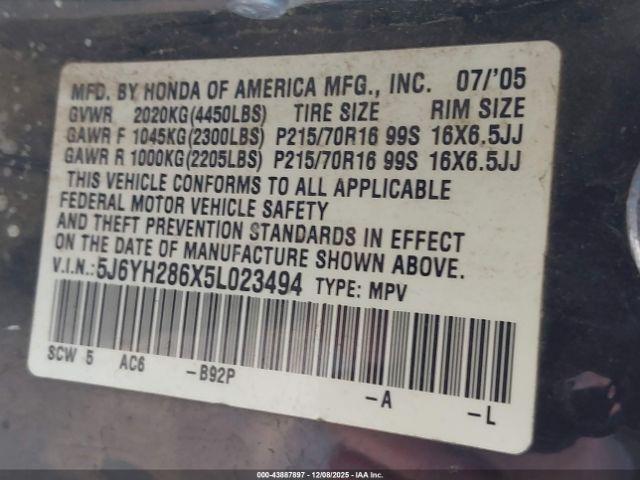 MFD. BY HONDA OF AMERICA MFG., INC. 07/'05
GVWR 2020KG(4450LBS) TIRE SIZE RIM SIZE
GAWR F 1045KG(2300LBS) P215/70R16 99S 16X6.5JJ
GAWR R 1000KG(2205LBS) P215/70R16 99S 16X6.5JJ
THIS VEHICLE CONFORMS TO ALL APPLICABLE
FEDERAL MOTOR VEHICLE SAFETY
AND THEFT PREVENTION STANDARDS IN EFFECT
ON THE DATE OF MANUFACTURE SHOWN ABOVE.
V.I.N.:5J6YH286X5L023494 TYPE: MPV
SCW 5 AC6 -B92P -A -L
000-43887897 - 12/08/2025 - IAA Inc.